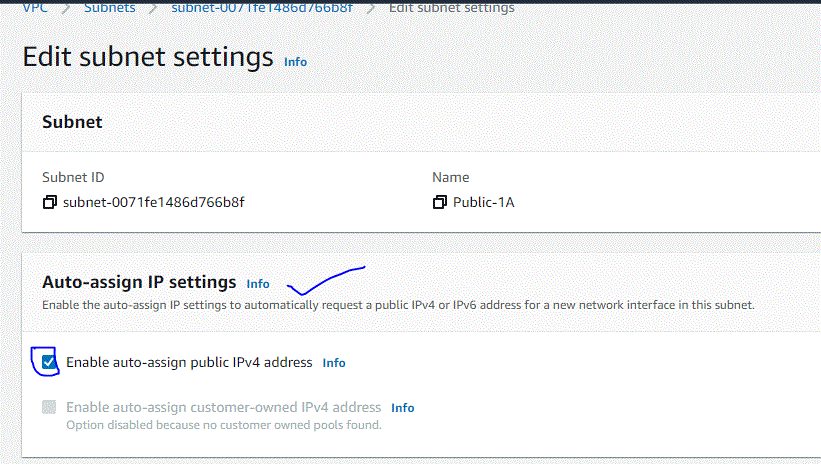 VPC > Subnets > subnet-0071fe1486d766b8f > Edit subnet settings
Edit subnet settings Info
Subnet
Subnet ID Name
subnet-0071fe1486d766b8f Public-1A
Auto-assign IP settings Info
Enable the auto-assign IP settings to automatically request a public IPv4 or IPv6 address for a new network interface in this subnet.
Enable auto-assign public IPv4 address Info
Enable auto-assign customer-owned IPv4 address Info
Option disabled because no customer owned pools found.